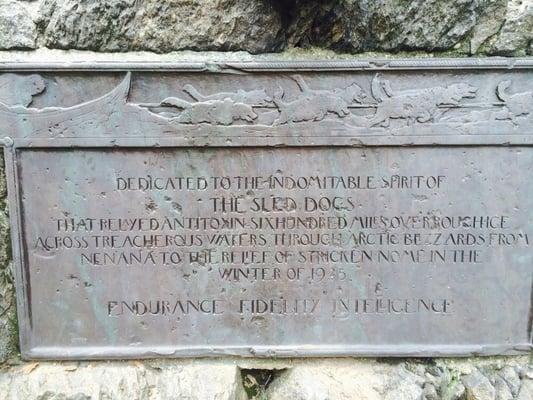 DEDICATED TO THE INDOMITABLE SPIRIT OF
THE SLED DOGS
THAT RELAYED ANTITOXIN SIX HUNDRED MILES OVER ROUGH ICE
ACROSS TREACHEROUS WATERS THROUGH ARCTIC BLIZZARDS FROM
NENANA TO THE RELIEF OF STRICKEN NOME IN THE
WINTER OF 1925
ENDURANCE FIDELITY INTELLIGENCE